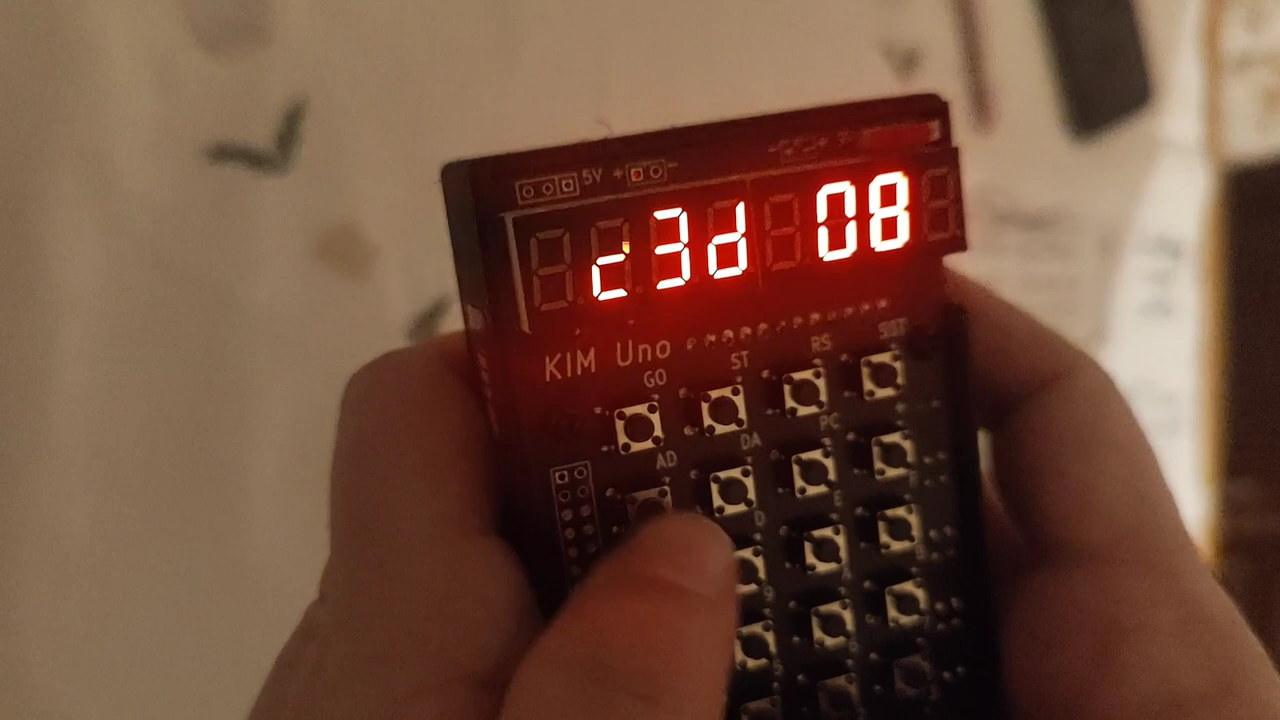 5V + -
c3d 08
KIM Uno
GO ST RS SST
AD DA PC
D E